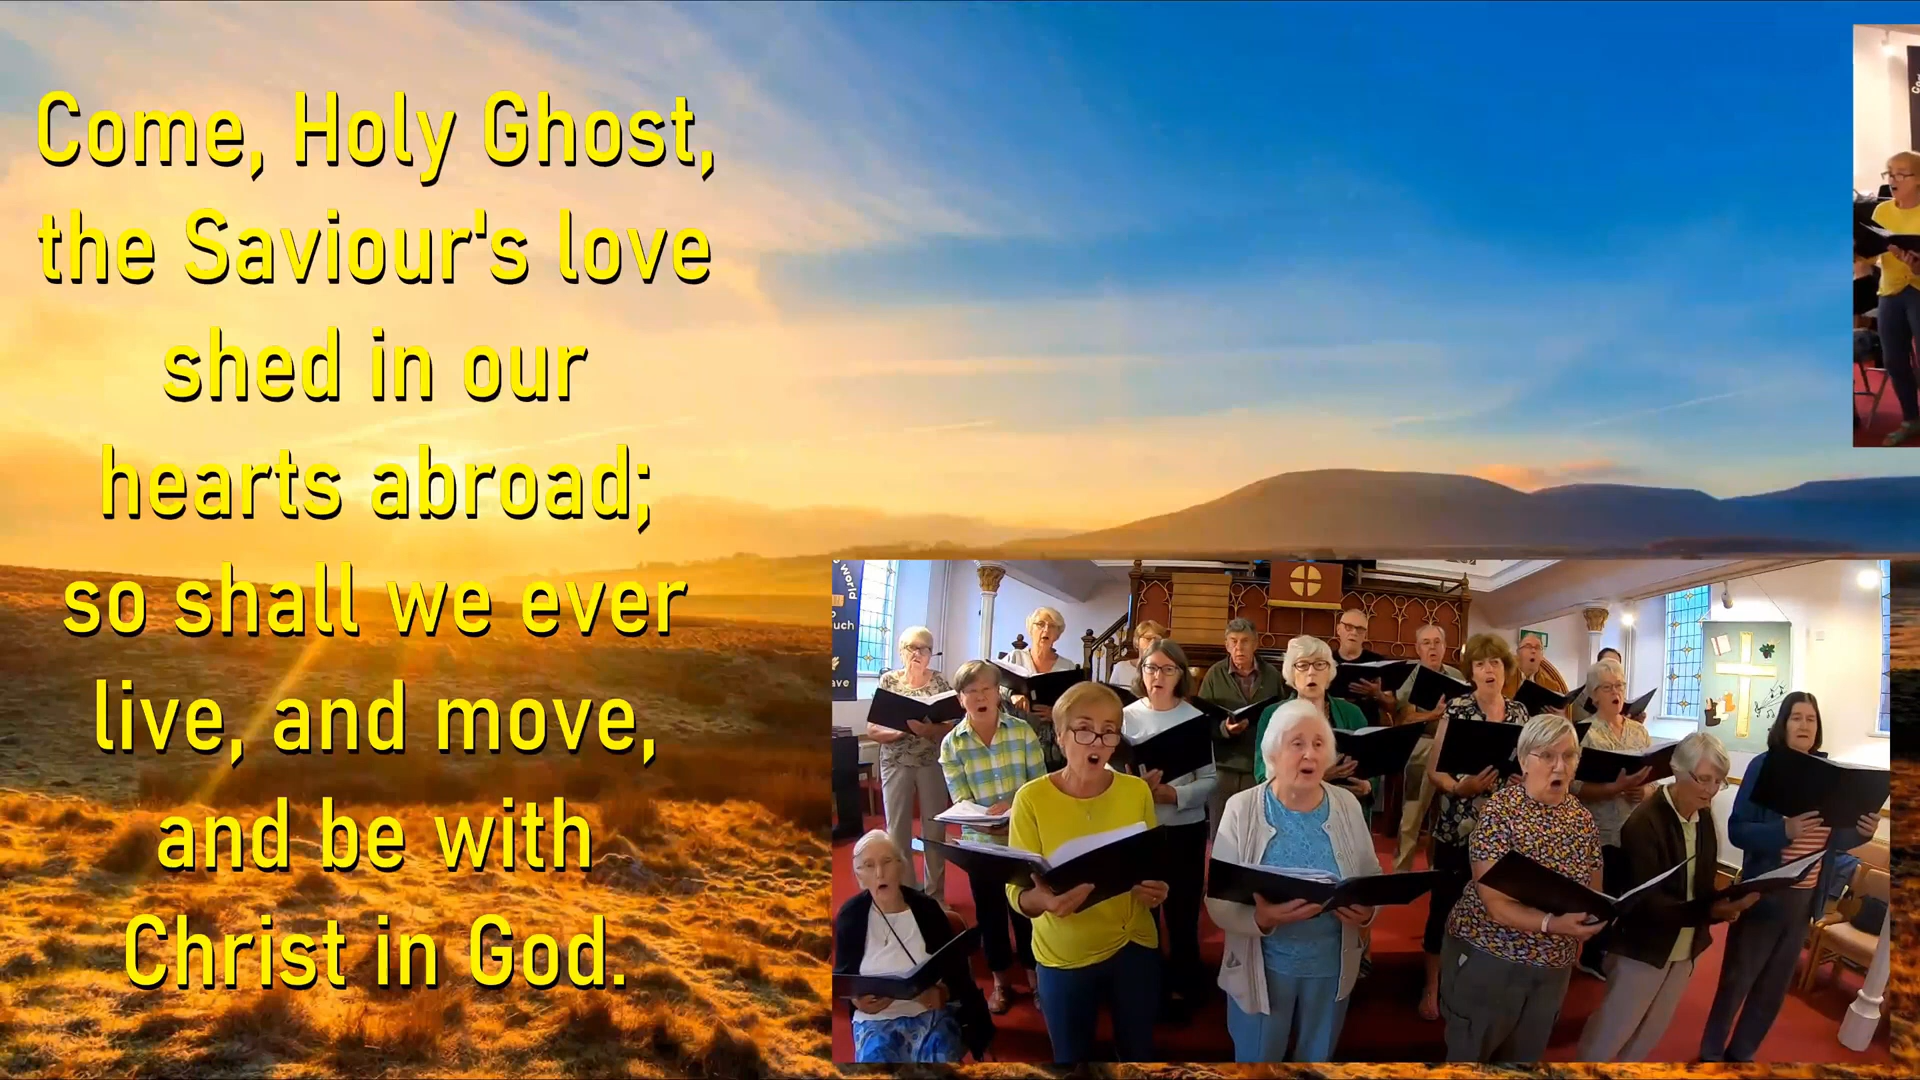 Come, Holy Ghost,
the Saviour's love
shed in our
hearts abroad;
so shall we ever
live, and move,
and be with
Christ in God.